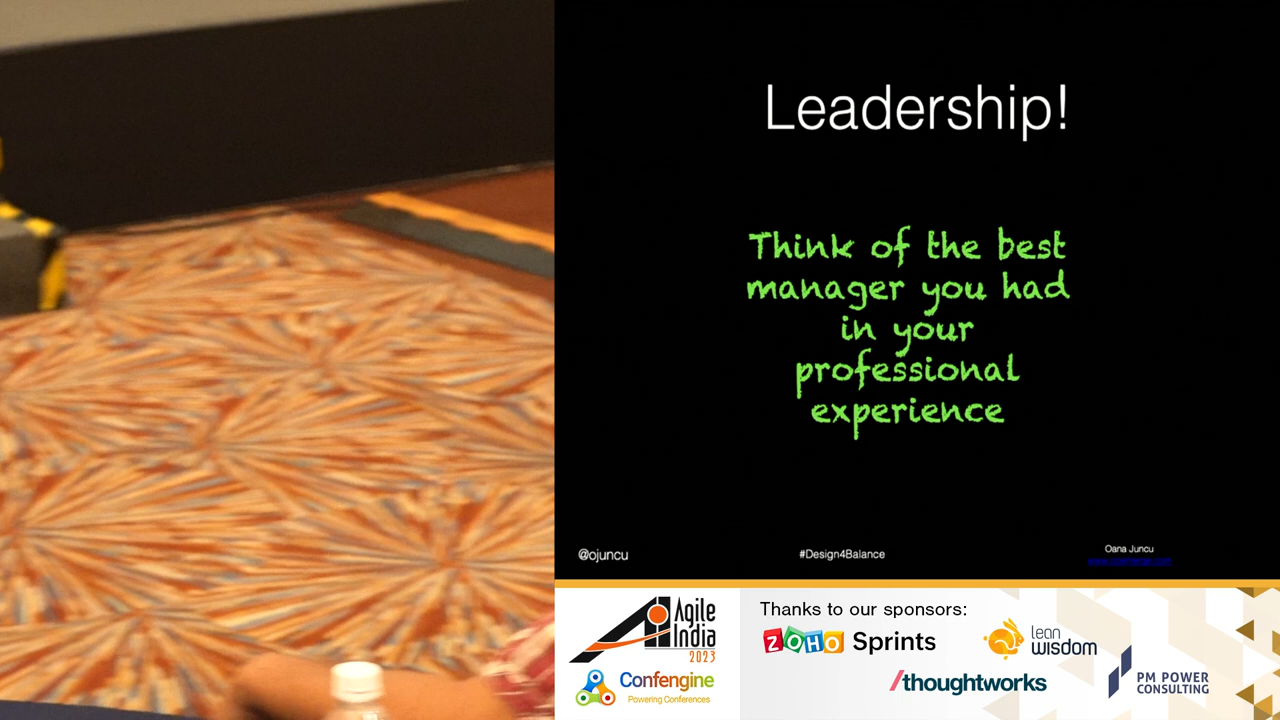 Leadership!
Think of the best
manager you had
in your
professional
experience
@ojuncu
#Design4Balance
Oana Juncu
Agile
India
2023
Confengine
Powering Conferences
Thanks to our sponsors:
ZOHO Sprints
lean
wisdom
/thoughtworks
PM POWER
CONSULTING